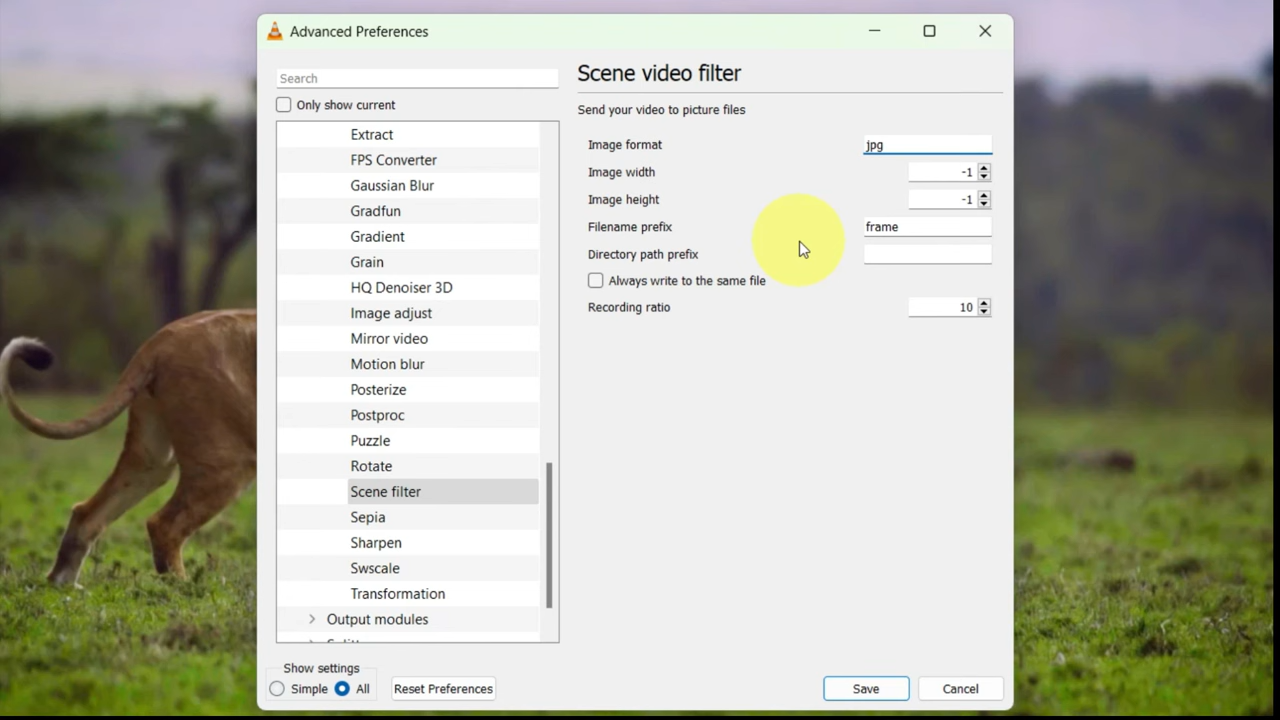 Advanced Preferences
Search
Only show current
Extract
FPS Converter
Gaussian Blur
Gradfun
Gradient
Grain
HQ Denoiser 3D
Image adjust
Mirror video
Motion blur
Posterize
Postproc
Puzzle
Rotate
Scene filter
Sepia
Sharpen
Swscale
Transformation
Output modules
Scene video filter
Send your video to picture files
Image format jpg
Image width -1
Image height -1
Filename prefix frame
Directory path prefix
Always write to the same file
Recording ratio 10
Show settings
Simple All Reset Preferences Save Cancel